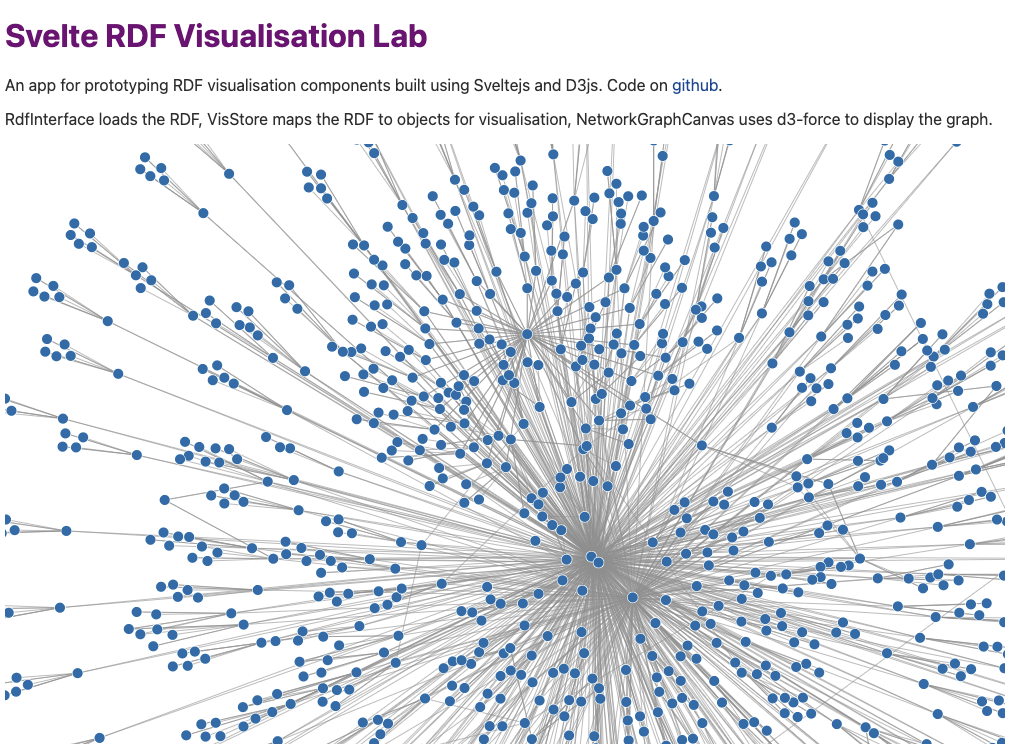 Svelte RDF Visualisation Lab
An app for prototyping RDF visualisation components built using Sveltejs and D3js. Code on github.
RdfInterface loads the RDF, VisStore maps the RDF to objects for visualisation, NetworkGraphCanvas uses d3-force to display the graph.